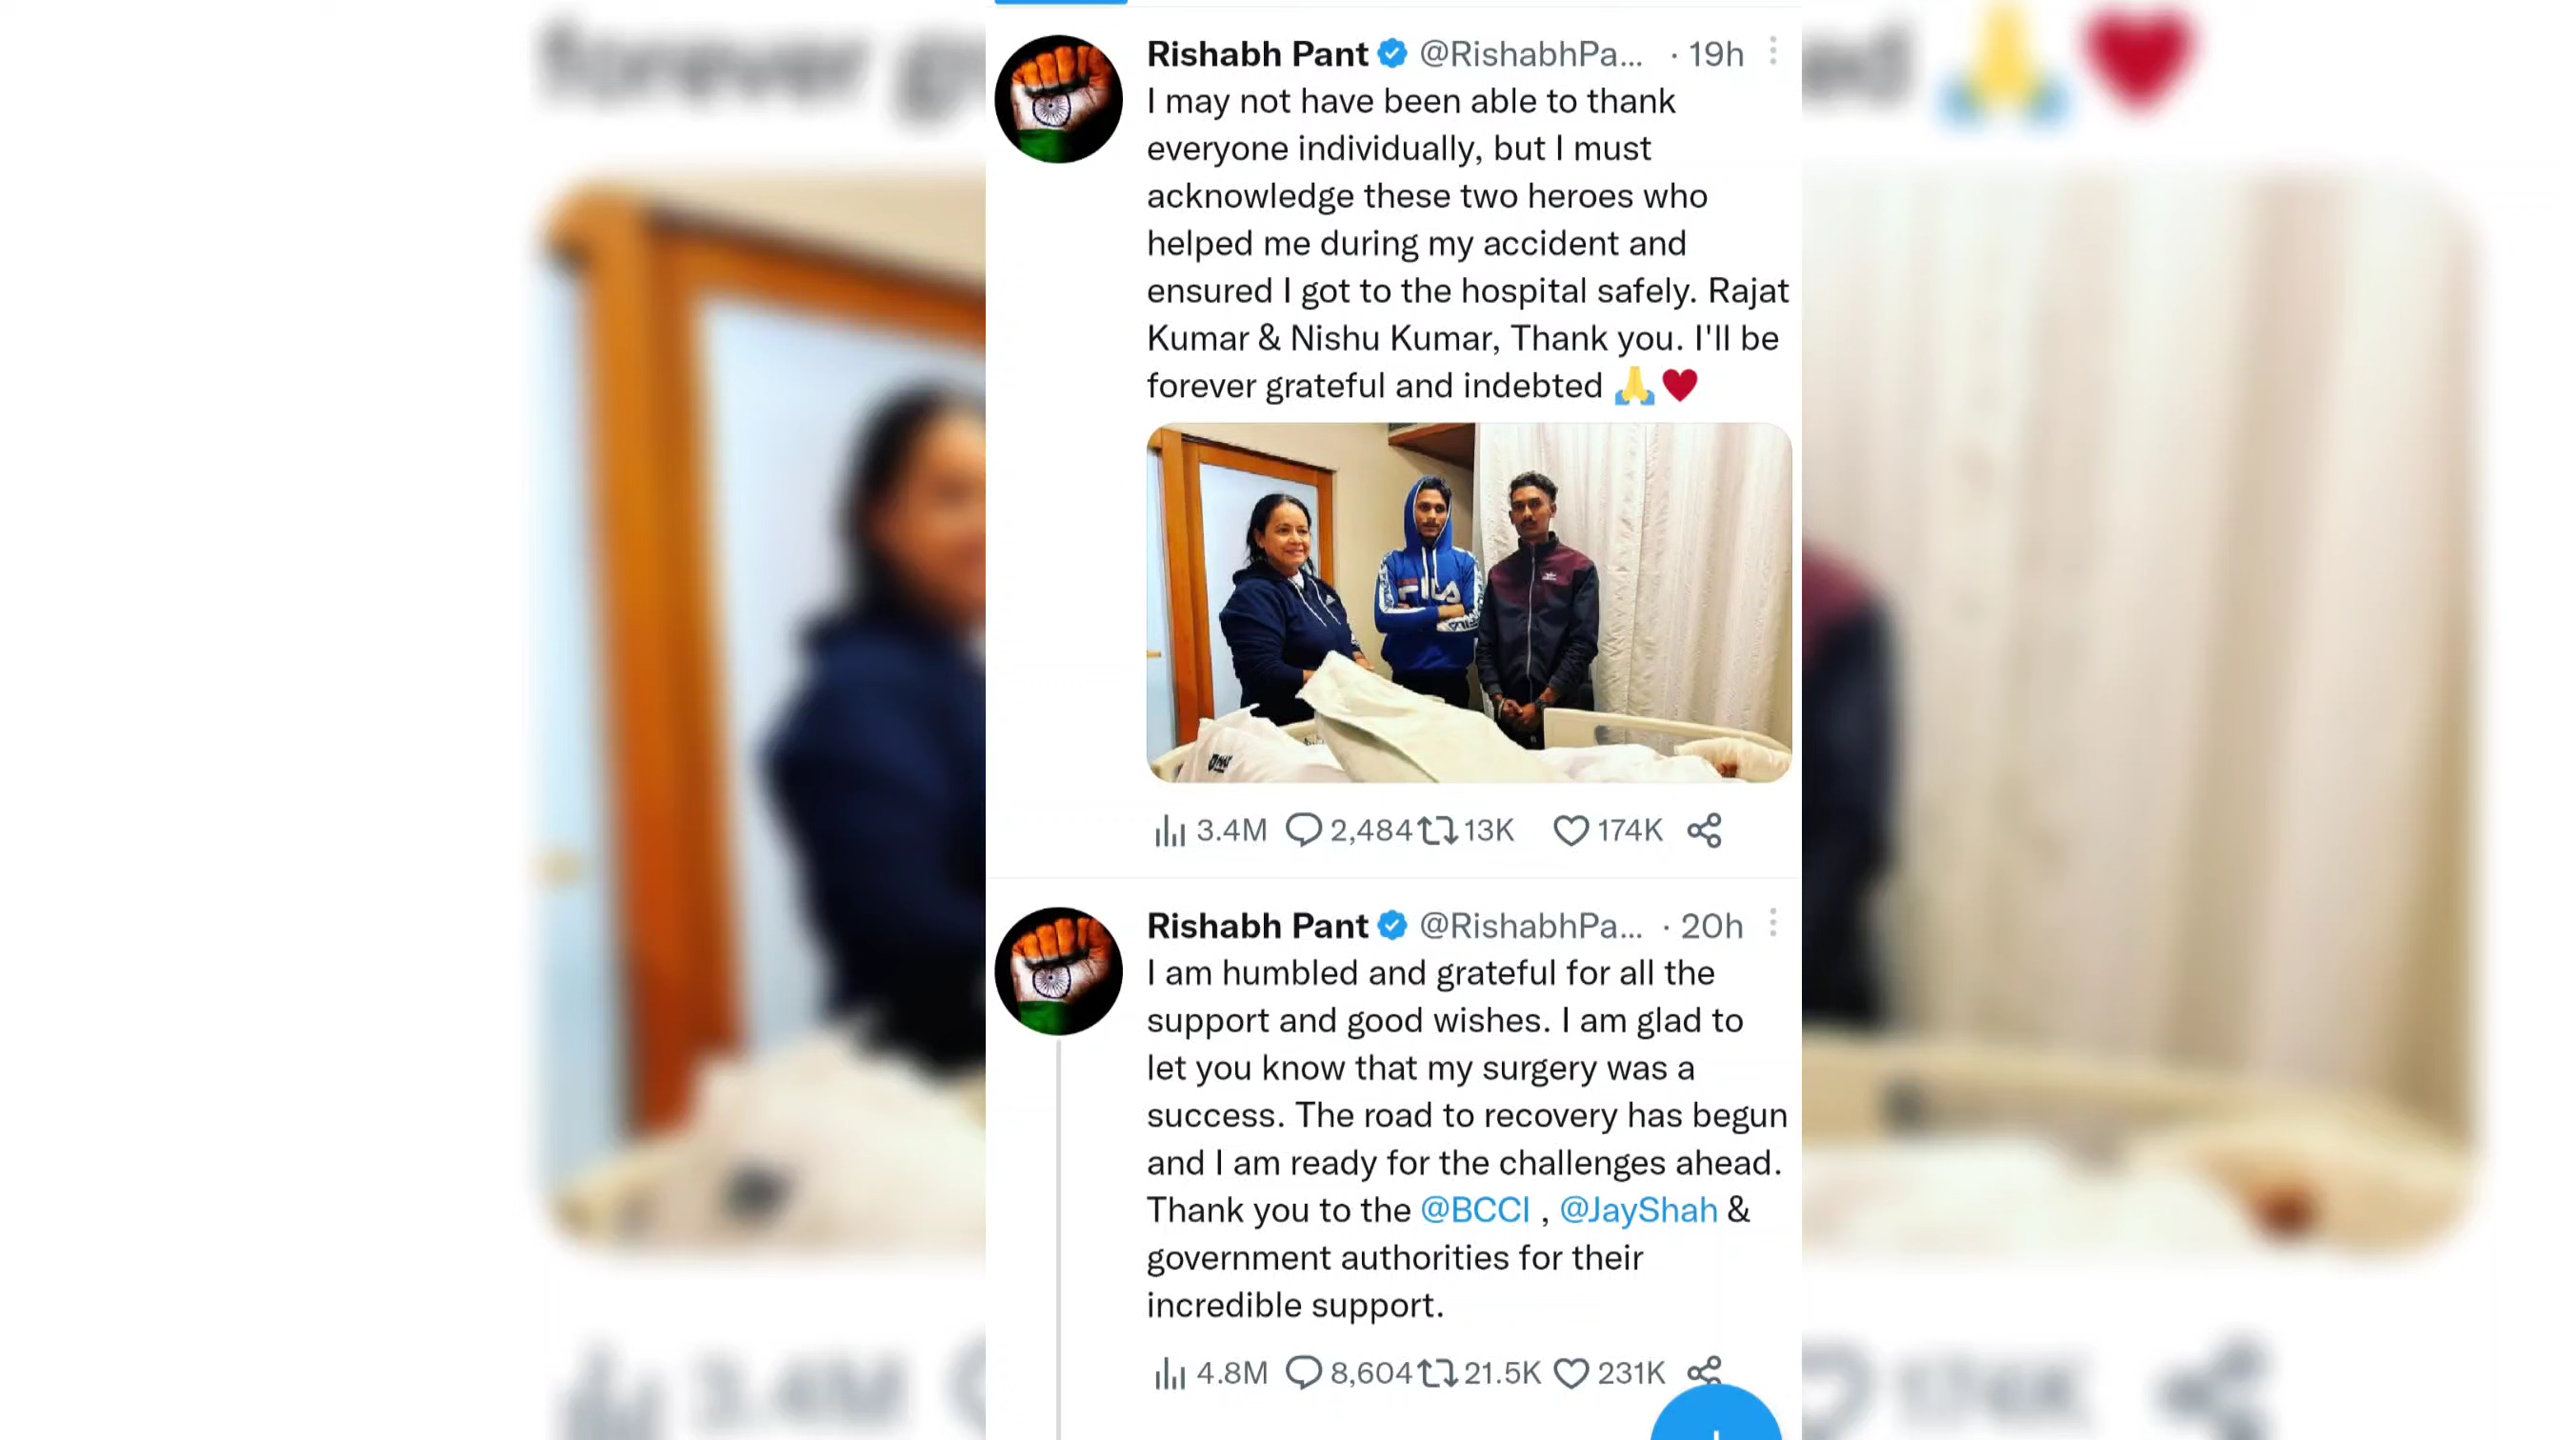 Rishabh Pant @RishabhPa... · 19h
I may not have been able to thank
everyone individually, but I must
acknowledge these two heroes who
helped me during my accident and
ensured I got to the hospital safely. Rajat
Kumar & Nishu Kumar, Thank you. I'll be
forever grateful and indebted 🙏♥
FILA
3.4M 2,484 13K 174K
Rishabh Pant @RishabhPa... · 20h
I am humbled and grateful for all the
support and good wishes. I am glad to
let you know that my surgery was a
success. The road to recovery has begun
and I am ready for the challenges ahead.
Thank you to the @BCCI , @JayShah &
government authorities for their
incredible support.
4.8M 8,604 21.5K 231K